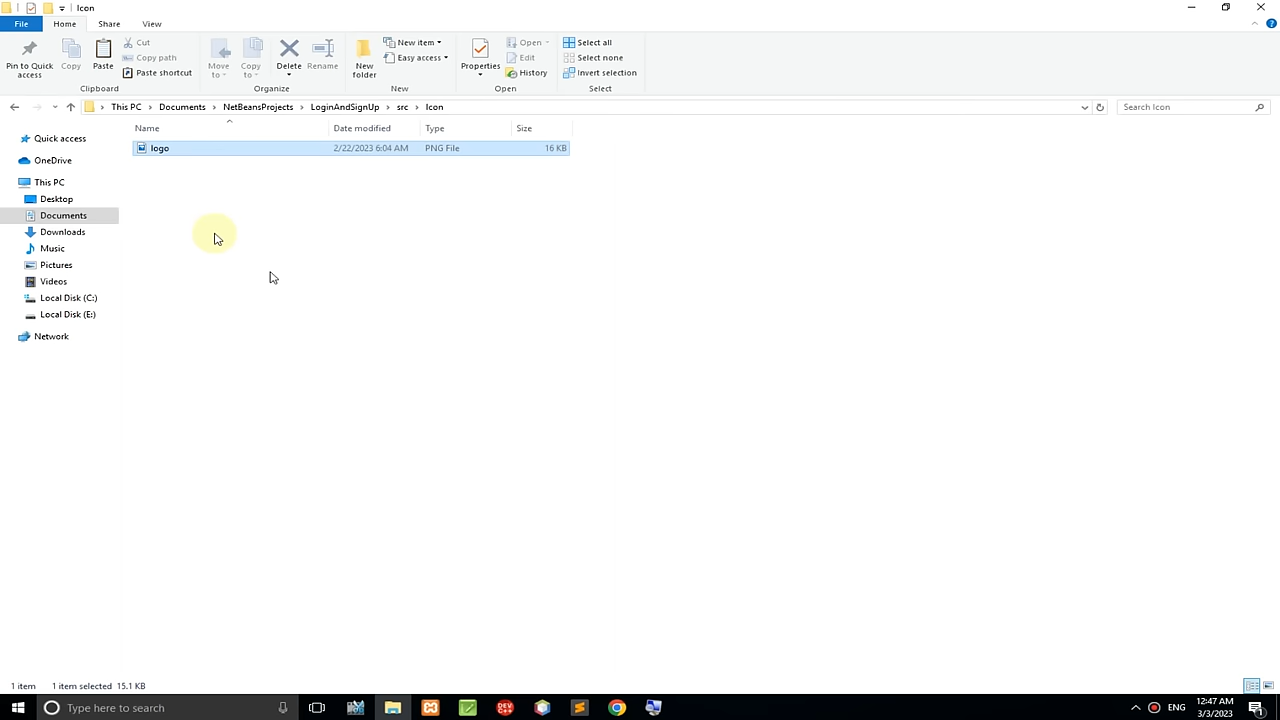 Icon
File
Home
Share
View
Pin to Quick access
Copy
Paste
Cut
Copy path
Paste shortcut
Clipboard
Move to
Copy to
Delete
Rename
Organize
New folder
New item
Easy access
New
Properties
Open
Edit
History
Open
Select all
Select none
Invert selection
Select
This PC > Documents > NetBeansProjects > LoginAndSignUp > src > Icon
Search Icon
Name
Date modified
Type
Size
logo
2/22/2023 6:04 AM
PNG File
16 KB
Quick access
OneDrive
This PC
Desktop
Documents
Downloads
Music
Pictures
Videos
Local Disk (C:)
Local Disk (E:)
Network
1 item
1 item selected 15.1 KB
Type here to search
DEV
ENG
12:47 AM
3/3/2023
1